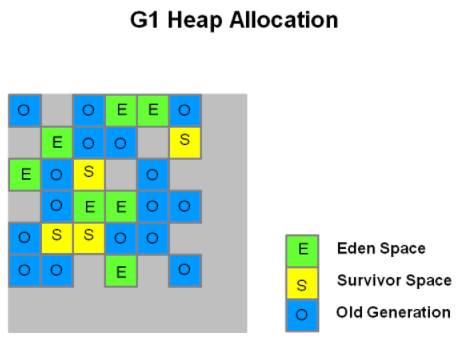 G1 Heap Allocation
O O E E O
E O O S
E O S O
O E E O O
O S S O O
O O E O
E Eden Space
S Survivor Space
O Old Generation